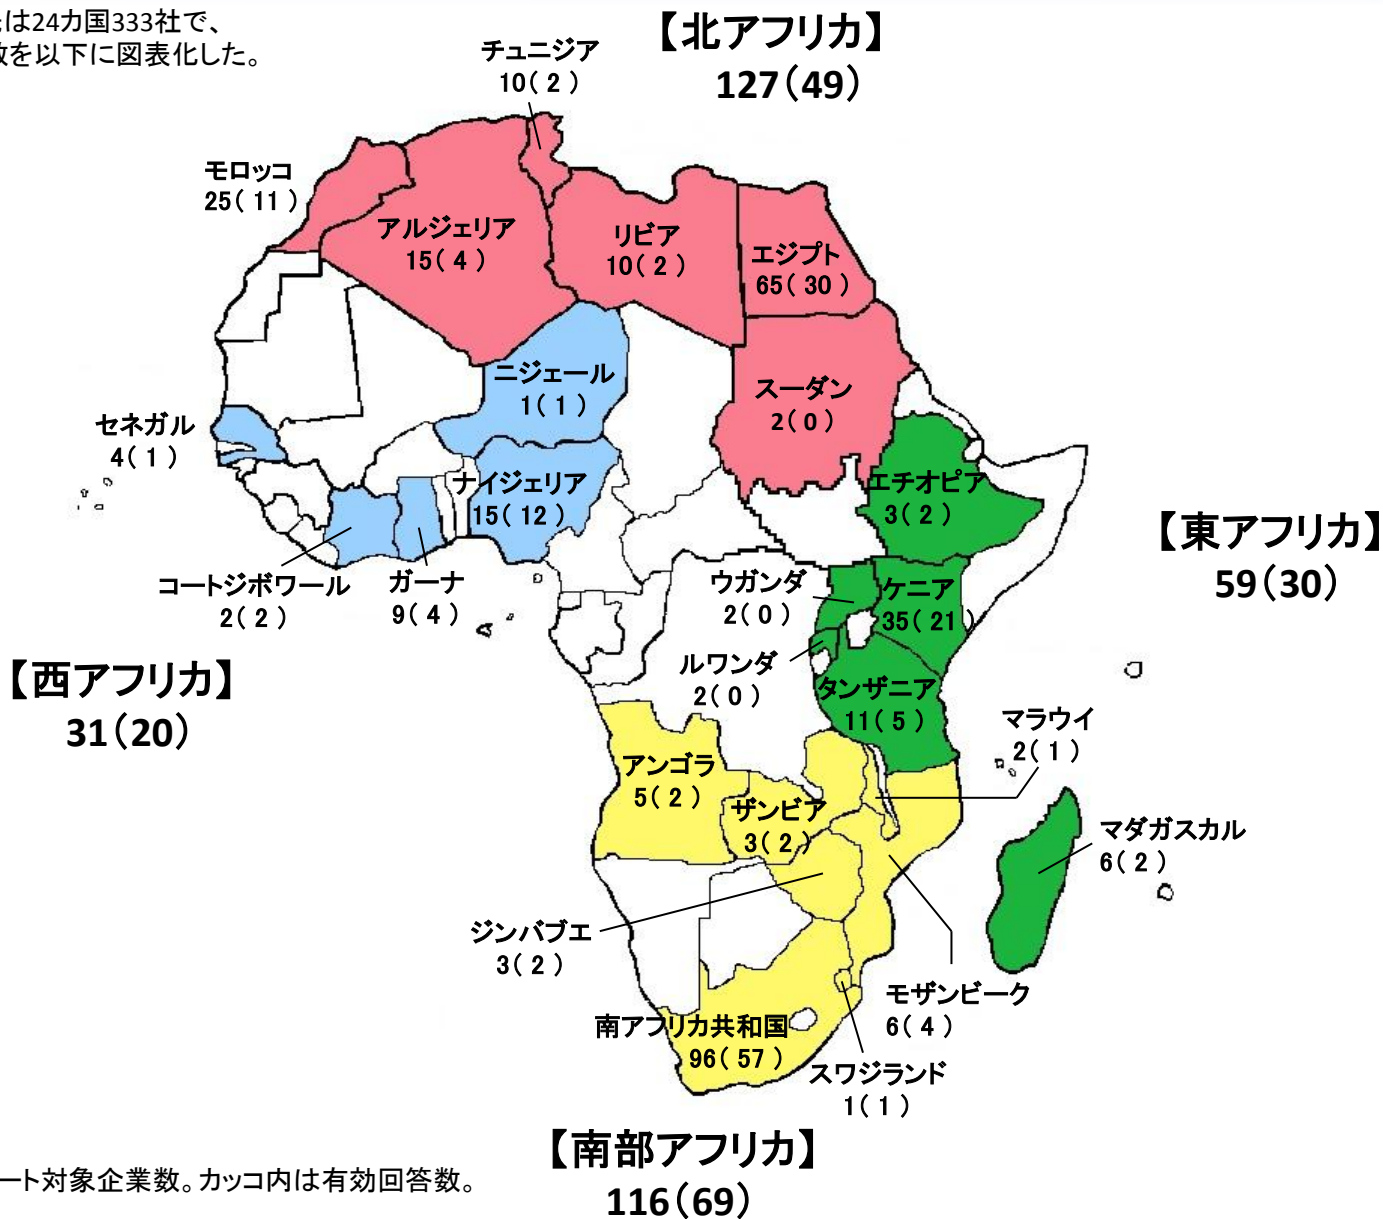 は24カ国333社で、
数を以下に図表化した。
【北アフリカ】
127(49)
チュニジア
10( 2 )
モロッコ
25( 11 )
アルジェリア
15( 4 )
リビア
10( 2 )
エジプト
65( 30 )
ニジェール
1( 1 )
スーダン
2( 0 )
セネガル
4( 1 )
ナイジェリア
15( 12 )
エチオピア
3( 2 )
【東アフリカ】
59(30)
コートジボワール
2( 2 )
ガーナ
9( 4 )
ウガンダ
2( 0 )
ケニア
35( 21 )
【西アフリカ】
31(20)
ルワンダ
2( 0 )
タンザニア
11( 5 )
マラウイ
2( 1 )
アンゴラ
5( 2 )
ザンビア
3( 2 )
マダガスカル
6( 2 )
ジンバブエ
3( 2 )
モザンビーク
6( 4 )
南アフリカ共和国
96( 57 )
スワジランド
1( 1 )
【南部アフリカ】
116(69)
ート対象企業数。カッコ内は有効回答数。